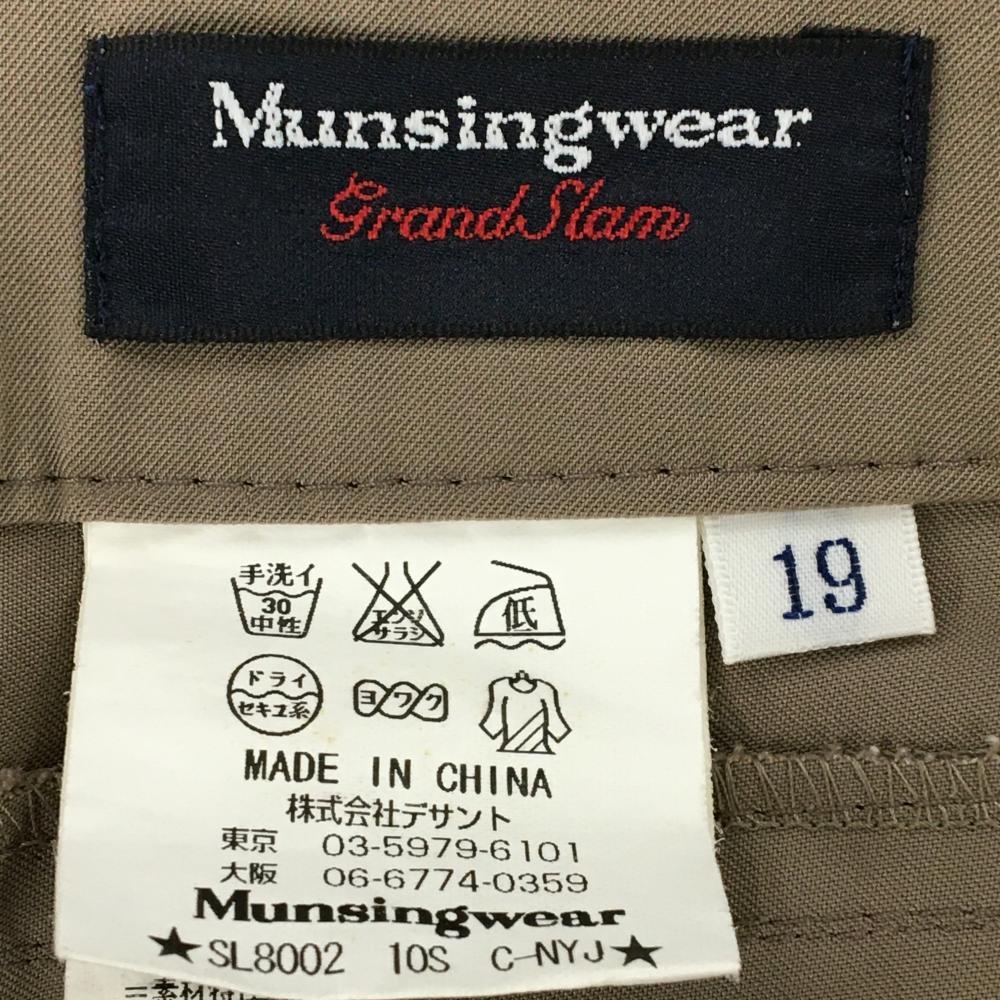 Munsingwear
Grand Slam
19
手洗イ
30
中性
エンソ
サラシ
低
ドライ
セキユ系
ヨワク
MADE IN CHINA
株式会社デサント
東京 03-5979-6101
大阪 06-6774-0359
Munsingwear
★SL8002 10S C-NYJ★